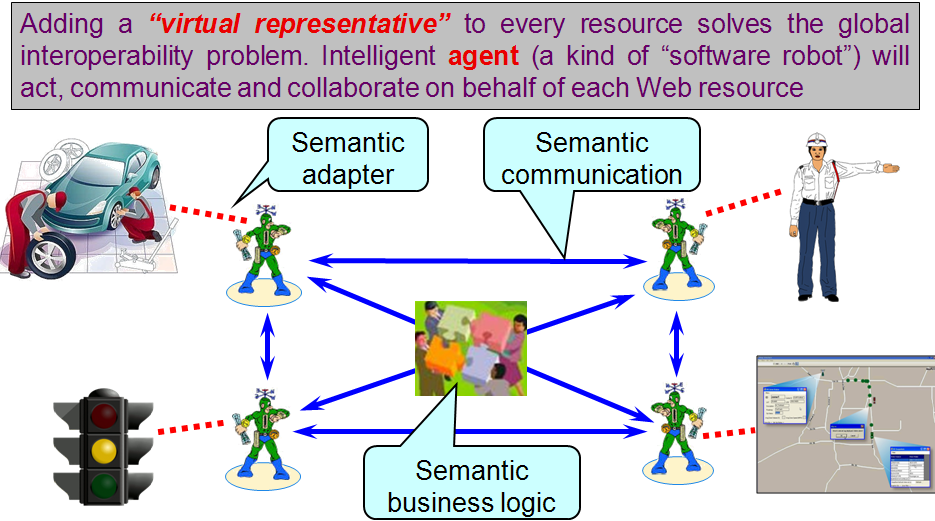 Adding a “virtual representative” to every resource solves the global
interoperability problem. Intelligent agent (a kind of “software robot”) will
act, communicate and collaborate on behalf of each Web resource
Semantic
adapter
Semantic
communication
Semantic
business logic